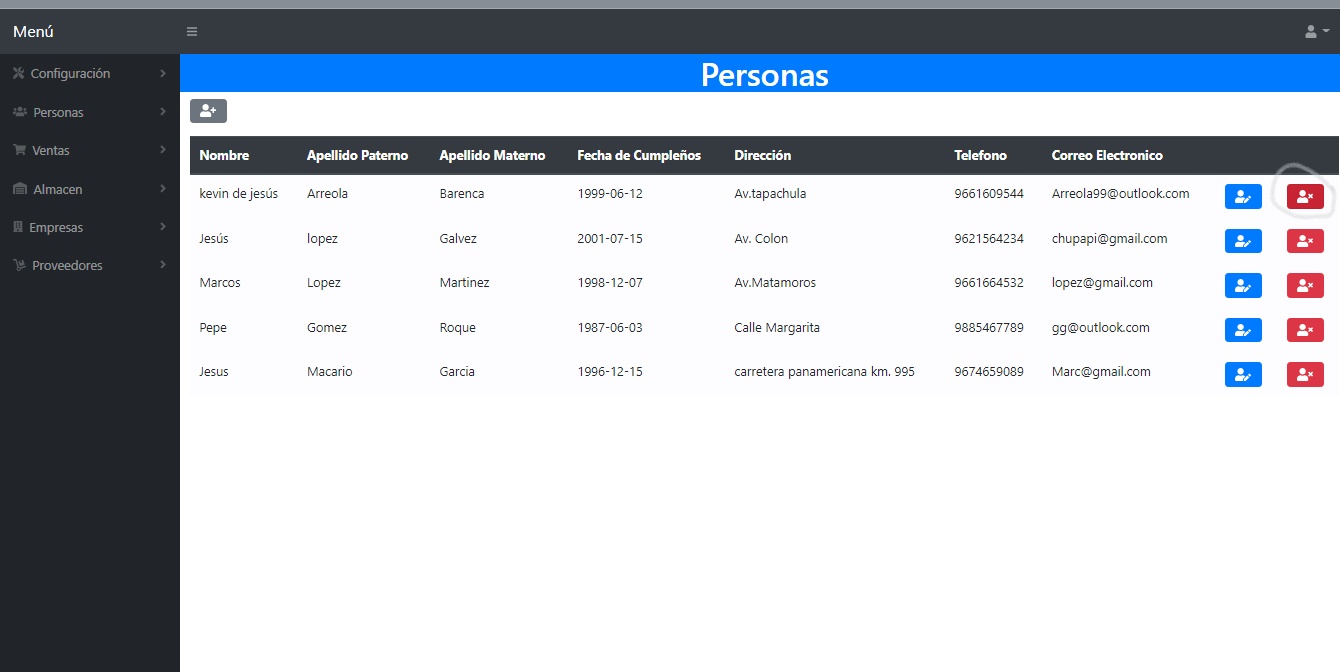 Menú
Configuración
Personas
Ventas
Almacen
Empresas
Proveedores
Personas
Nombre Apellido Paterno Apellido Materno Fecha de Cumpleños Dirección Telefono Correo Electronico
kevin de jesús Arreola Barenca 1999-06-12 Av.tapachula 9661609544 Arreola99@outlook.com
Jesús lopez Galvez 2001-07-15 Av. Colon 9621564234 chupapi@gmail.com
Marcos Lopez Martinez 1998-12-07 Av.Matamoros 9661664532 lopez@gmail.com
Pepe Gomez Roque 1987-06-03 Calle Margarita 9885467789 gg@outlook.com
Jesus Macario Garcia 1996-12-15 carretera panamericana km. 995 9674659089 Marc@gmail.com